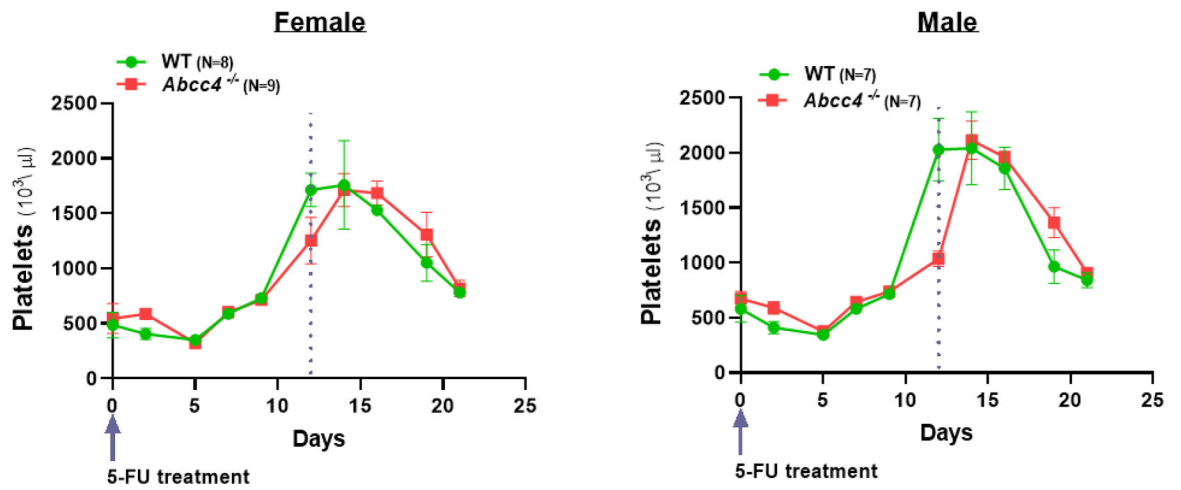 Female
WT (N=8)
Abcc4 -/- (N=9)
2500
2000
1500
1000
500
0
Platelets (10³\ µl)
0 5 10 15 20 25
Days
5-FU treatment
Male
WT (N=7)
Abcc4 -/- (N=7)
2500
2000
1500
1000
500
0
Platelets (10³\ µl)
0 5 10 15 20 25
Days
5-FU treatment